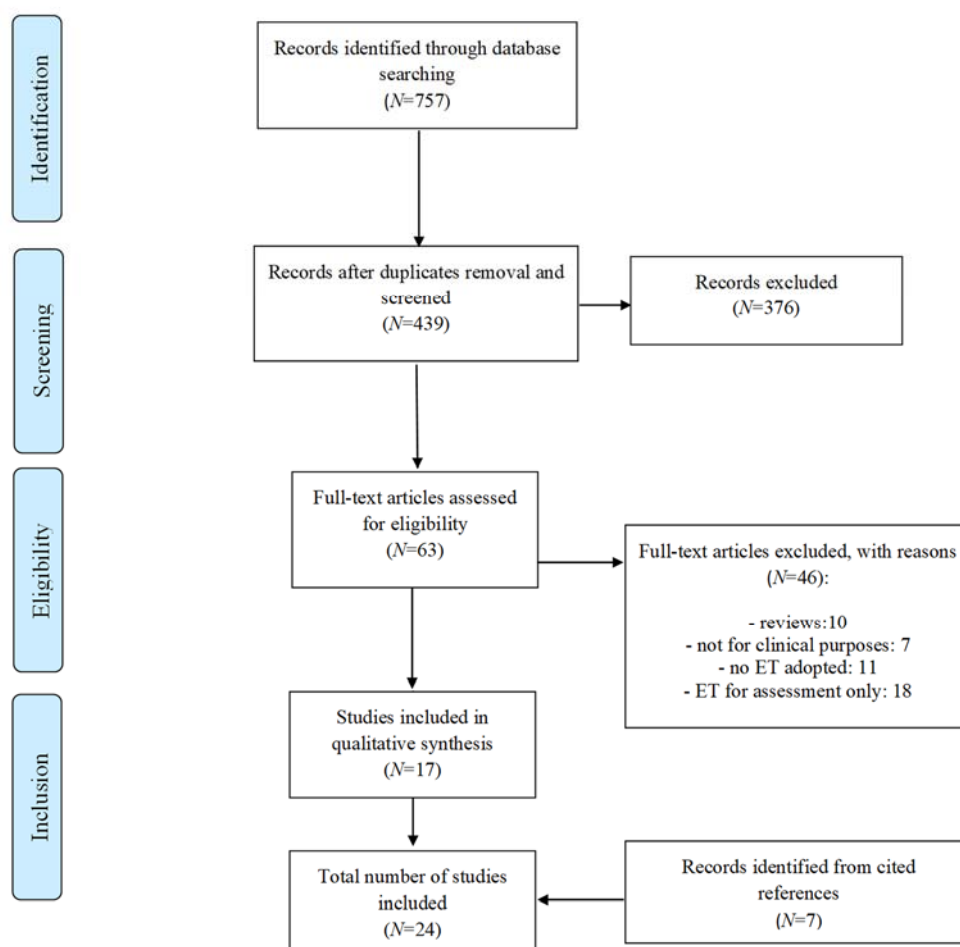 Identification
Records identified through database
searching
(N=757)
Screening
Records after duplicates removal and
screened
(N=439)
Records excluded
(N=376)
Eligibility
Full-text articles assessed
for eligibility
(N=63)
Full-text articles excluded, with reasons
(N=46):
- reviews:10
- not for clinical purposes: 7
- no ET adopted: 11
- ET for assessment only: 18
Inclusion
Studies included in
qualitative synthesis
(N=17)
Total number of studies
included
(N=24)
Records identified from cited
references
(N=7)